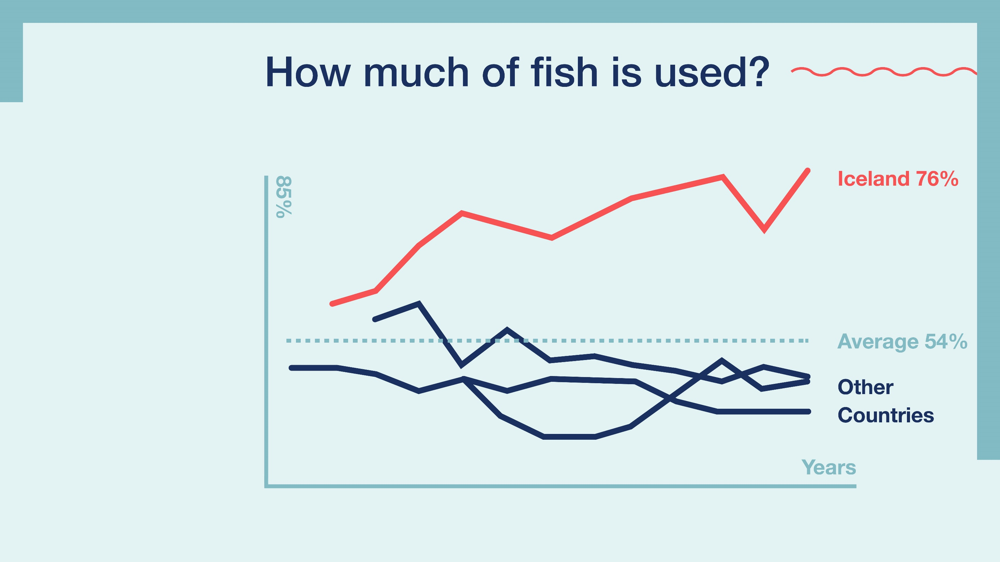 How much of fish is used?
85%
Iceland 76%
Average 54%
Other
Countries
Years